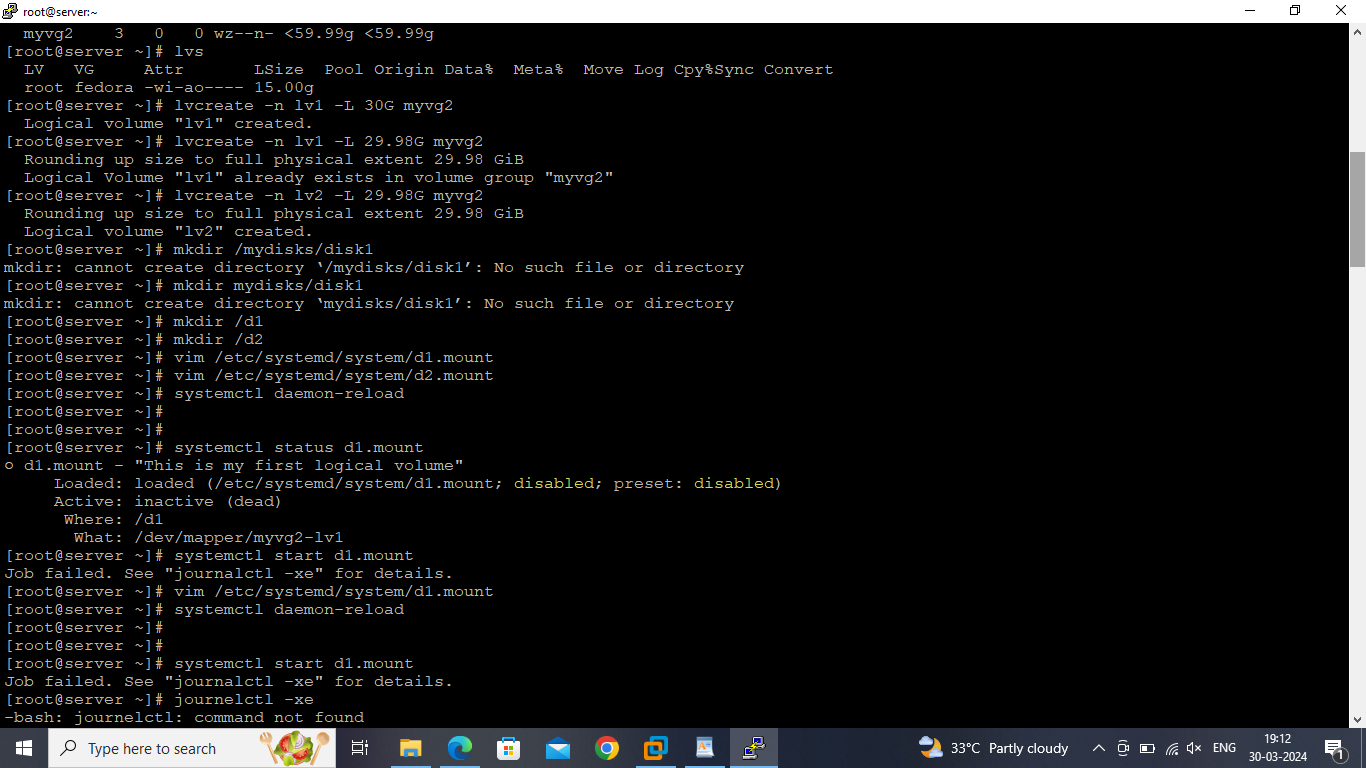 root@server:~
myvg2    3   0   0 wz--n- <59.99g <59.99g
[root@server ~]# lvs
  LV   VG     Attr       LSize  Pool Origin Data%  Meta%  Move Log Cpy%Sync Convert
  root fedora -wi-ao---- 15.00g
[root@server ~]# lvcreate -n lv1 -L 30G myvg2
  Logical volume "lv1" created.
[root@server ~]# lvcreate -n lv1 -L 29.98G myvg2
  Rounding up size to full physical extent 29.98 GiB
  Logical Volume "lv1" already exists in volume group "myvg2"
[root@server ~]# lvcreate -n lv2 -L 29.98G myvg2
  Rounding up size to full physical extent 29.98 GiB
  Logical volume "lv2" created.
[root@server ~]# mkdir /mydisks/disk1
mkdir: cannot create directory ‘/mydisks/disk1’: No such file or directory
[root@server ~]# mkdir mydisks/disk1
mkdir: cannot create directory ‘mydisks/disk1’: No such file or directory
[root@server ~]# mkdir /d1
[root@server ~]# mkdir /d2
[root@server ~]# vim /etc/systemd/system/d1.mount
[root@server ~]# vim /etc/systemd/system/d2.mount
[root@server ~]# systemctl daemon-reload
[root@server ~]#
[root@server ~]#
[root@server ~]# systemctl status d1.mount
○ d1.mount - "This is my first logical volume"
     Loaded: loaded (/etc/systemd/system/d1.mount; disabled; preset: disabled)
     Active: inactive (dead)
      Where: /d1
       What: /dev/mapper/myvg2-lv1
[root@server ~]# systemctl start d1.mount
Job failed. See "journalctl -xe" for details.
[root@server ~]# vim /etc/systemd/system/d1.mount
[root@server ~]# systemctl daemon-reload
[root@server ~]#
[root@server ~]#
[root@server ~]# systemctl start d1.mount
Job failed. See "journalctl -xe" for details.
[root@server ~]# journelctl -xe
-bash: journelctl: command not found
Type here to search
33°C Partly cloudy
ENG
19:12
30-03-2024
1